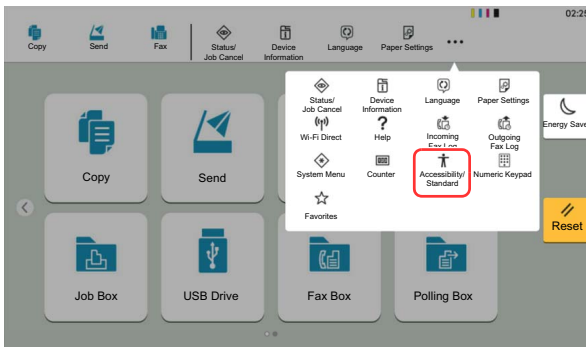 02:25
Copy
Send
Fax
Status/
Job Cancel
Device
Information
Language
Paper Settings
Status/
Job Cancel
Device
Information
Language
Paper Settings
Wi-Fi Direct
Help
Incoming
Fax Log
Outgoing
Fax Log
System Menu
Counter
Accessibility/
Standard
Numeric Keypad
Favorites
Energy Save
Reset
Copy
Send
Job Box
USB Drive
Fax Box
Polling Box